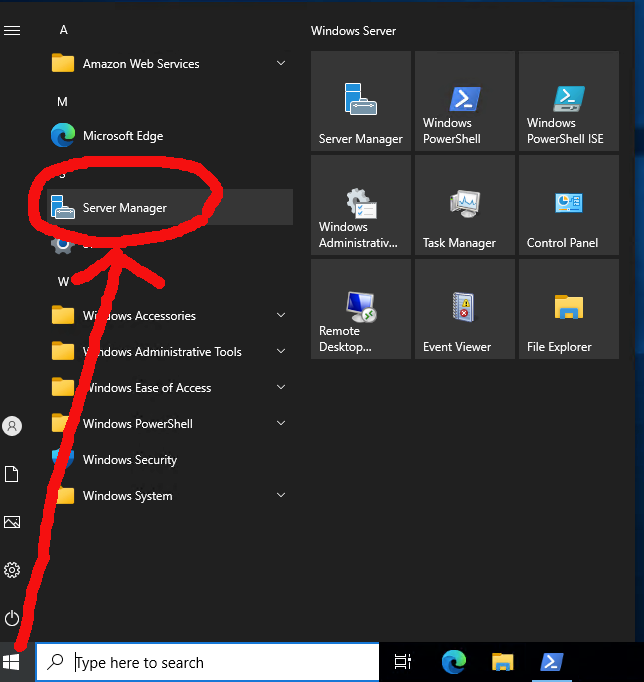 A
Amazon Web Services
M
Microsoft Edge
S
Server Manager
W
Windows Accessories
Windows Administrative Tools
Windows Ease of Access
Windows PowerShell
Windows Security
Windows System
Windows Server
Server Manager
Windows
PowerShell
Windows
PowerShell ISE
Windows
Administrativ...
Task Manager
Control Panel
Remote
Desktop...
Event Viewer
File Explorer
Type here to search